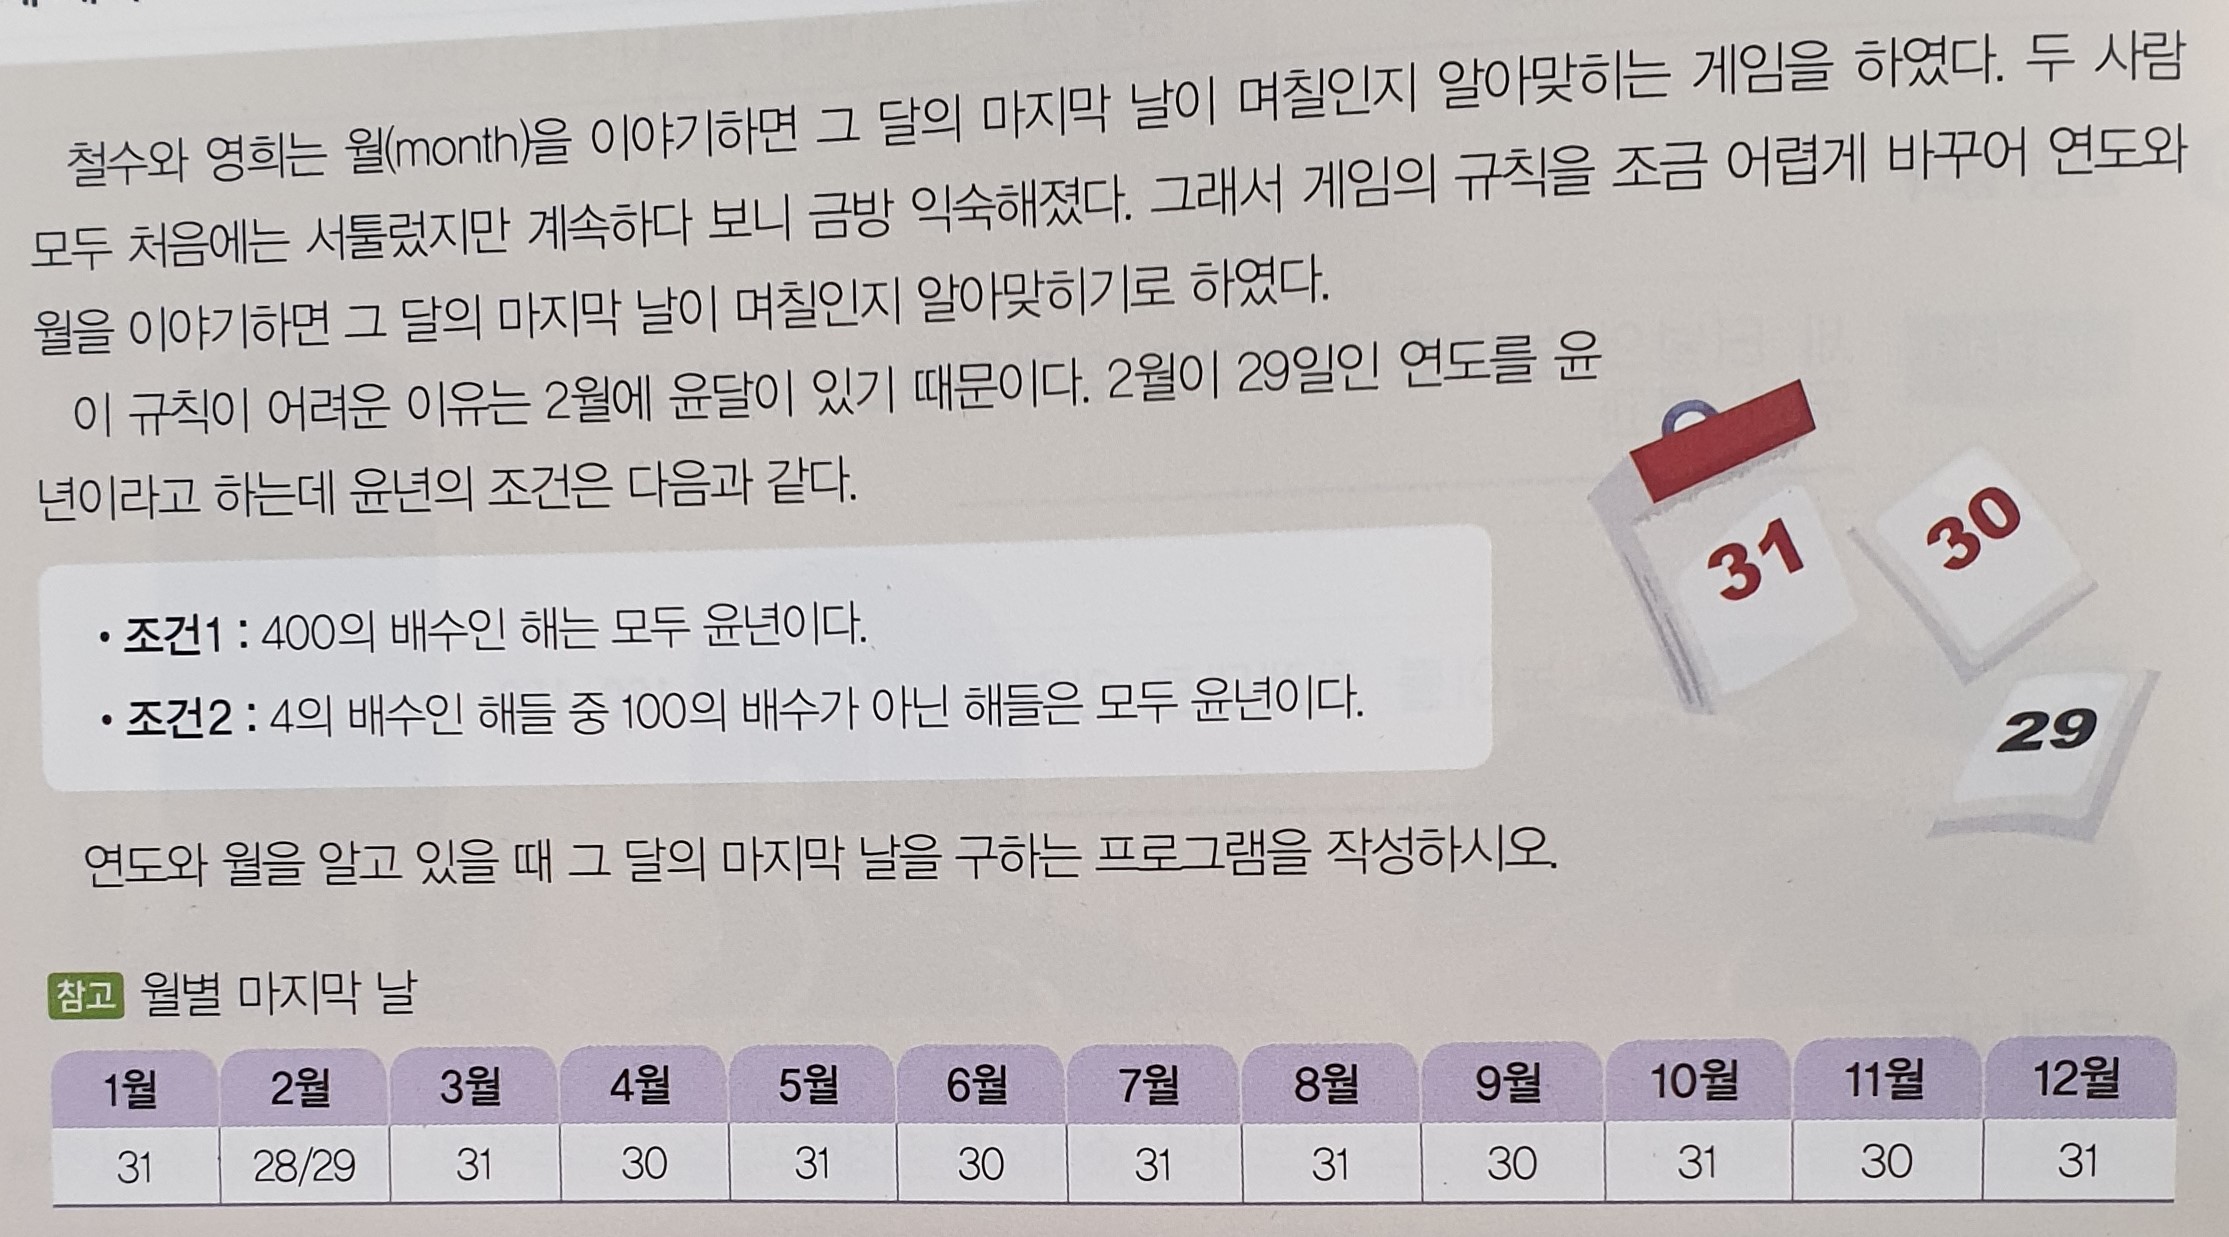 철수와 영희는 월(month)을 이야기하면 그 달의 마지막 날이 며칠인지 알아맞히는 게임을 하였다. 두 사람
모두 처음에는 서툴렀지만 계속하다 보니 금방 익숙해졌다. 그래서 게임의 규칙을 조금 어렵게 바꾸어 연도와
월을 이야기하면 그 달의 마지막 날이 며칠인지 알아맞히기로 하였다.
이 규칙이 어려운 이유는 2월에 윤달이 있기 때문이다. 2월이 29일인 연도를 윤
년이라고 하는데 윤년의 조건은 다음과 같다.
• 조건1 : 400의 배수인 해는 모두 윤년이다.
• 조건2 : 4의 배수인 해들 중 100의 배수가 아닌 해들은 모두 윤년이다.
31
30
29
연도와 월을 알고 있을 때 그 달의 마지막 날을 구하는 프로그램을 작성하시오.
참고 월별 마지막 날
1월 2월 3월 4월 5월 6월 7월 8월 9월 10월 11월 12월
31 28/29 31 30 31 30 31 31 30 31 30 31